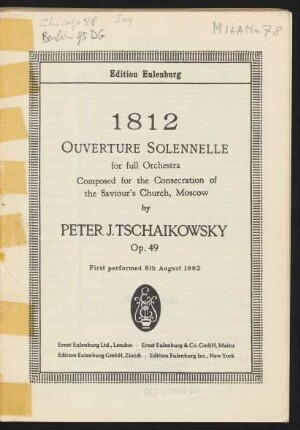 Chicago 88
MILANO 78
Berlin 95 DG
Edition Eulenburg
1812
OUVERTURE SOLENNELLE
for full Orchestra
Composed for the Consecration of
the Saviour's Church, Moscow
by
PETER J. TSCHAIKOWSKY
Op. 49
First performed 8th August 1882
Ernst Eulenburg Ltd., London · Ernst Eulenburg & Co. GmbH, Mainz
Edition Eulenburg GmbH, Zürich · Edition Eulenburg Inc., New York